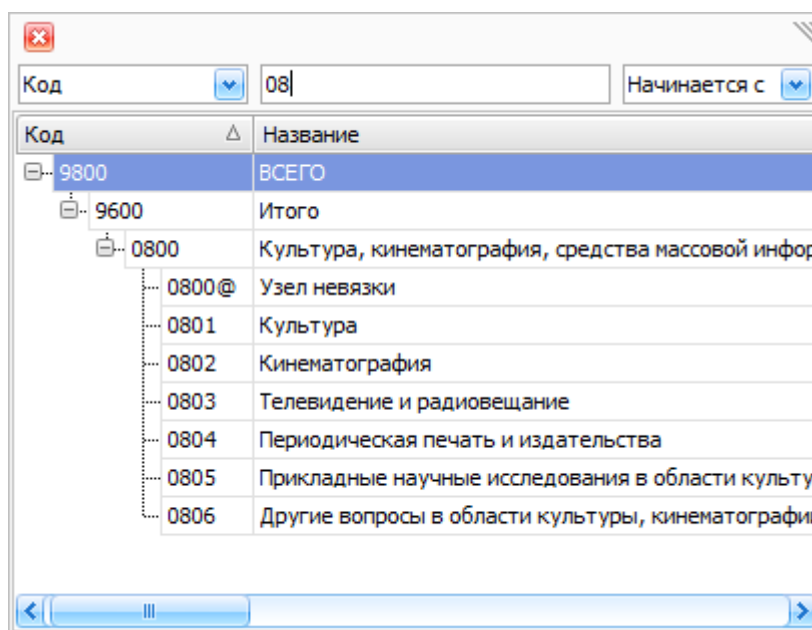 Код 08 Начинается с
Код Название
9800 ВСЕГО
9600 Итого
0800 Культура, кинематография, средства массовой инфор
0800@ Узел невязки
0801 Культура
0802 Кинематография
0803 Телевидение и радиовещание
0804 Периодическая печать и издательства
0805 Прикладные научные исследования в области культу
0806 Другие вопросы в области культуры, кинематографи